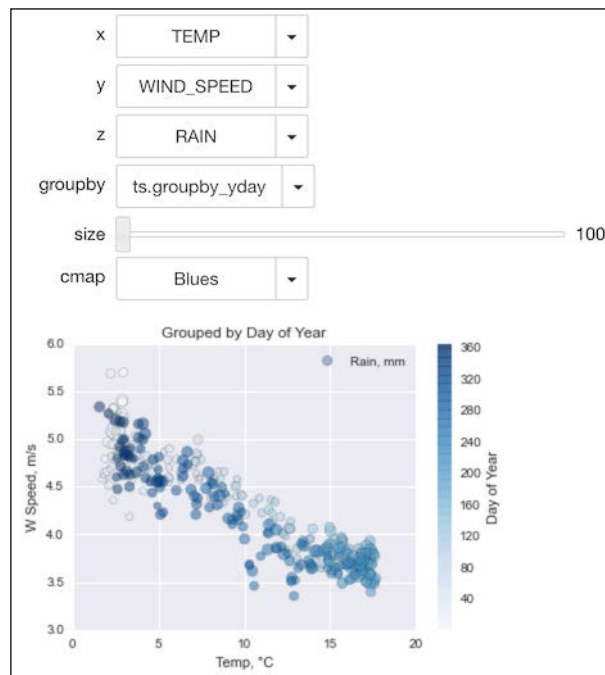 x TEMP
y WIND_SPEED
z RAIN
groupby ts.groupby_yday
size 100
cmap Blues
Grouped by Day of Year
Rain, mm
6.0
5.5
5.0
4.5
4.0
3.5
3.0
W Speed, m/s
0 5 10 15 20
Temp, °C
360
320
280
240
200
160
120
80
40
Day of Year